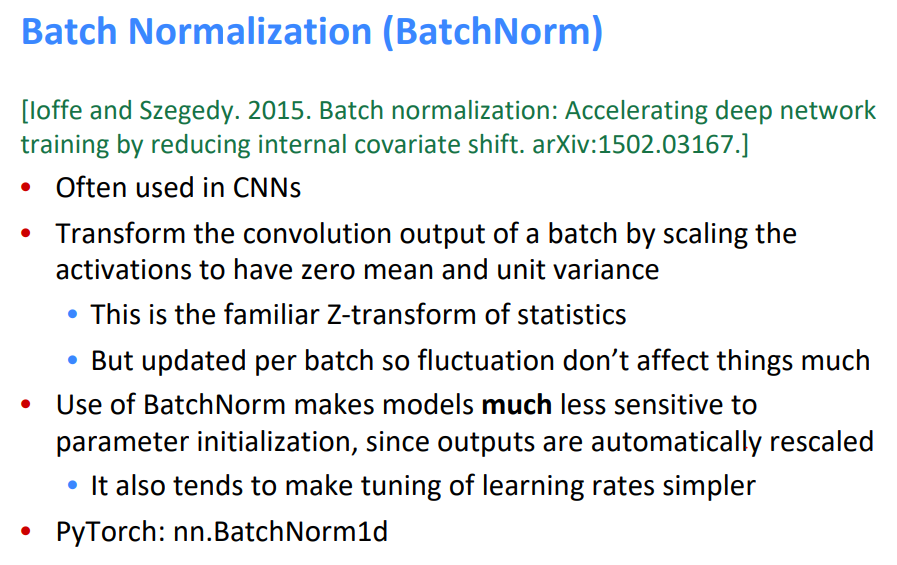 Batch Normalization (BatchNorm)
[Ioffe and Szegedy. 2015. Batch normalization: Accelerating deep network
training by reducing internal covariate shift. arXiv:1502.03167.]
• Often used in CNNs
• Transform the convolution output of a batch by scaling the
activations to have zero mean and unit variance
• This is the familiar Z-transform of statistics
• But updated per batch so fluctuation don’t affect things much
• Use of BatchNorm makes models much less sensitive to
parameter initialization, since outputs are automatically rescaled
• It also tends to make tuning of learning rates simpler
• PyTorch: nn.BatchNorm1d